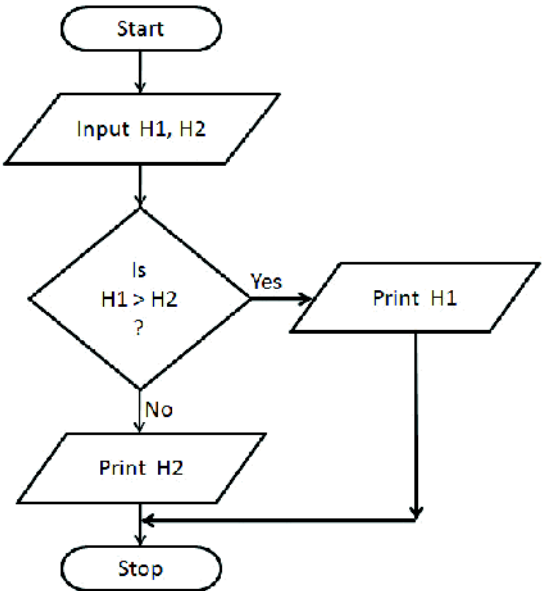 Start
Input H1, H2
Is
H1 > H2
?
Yes
Print H1
No
Print H2
Stop